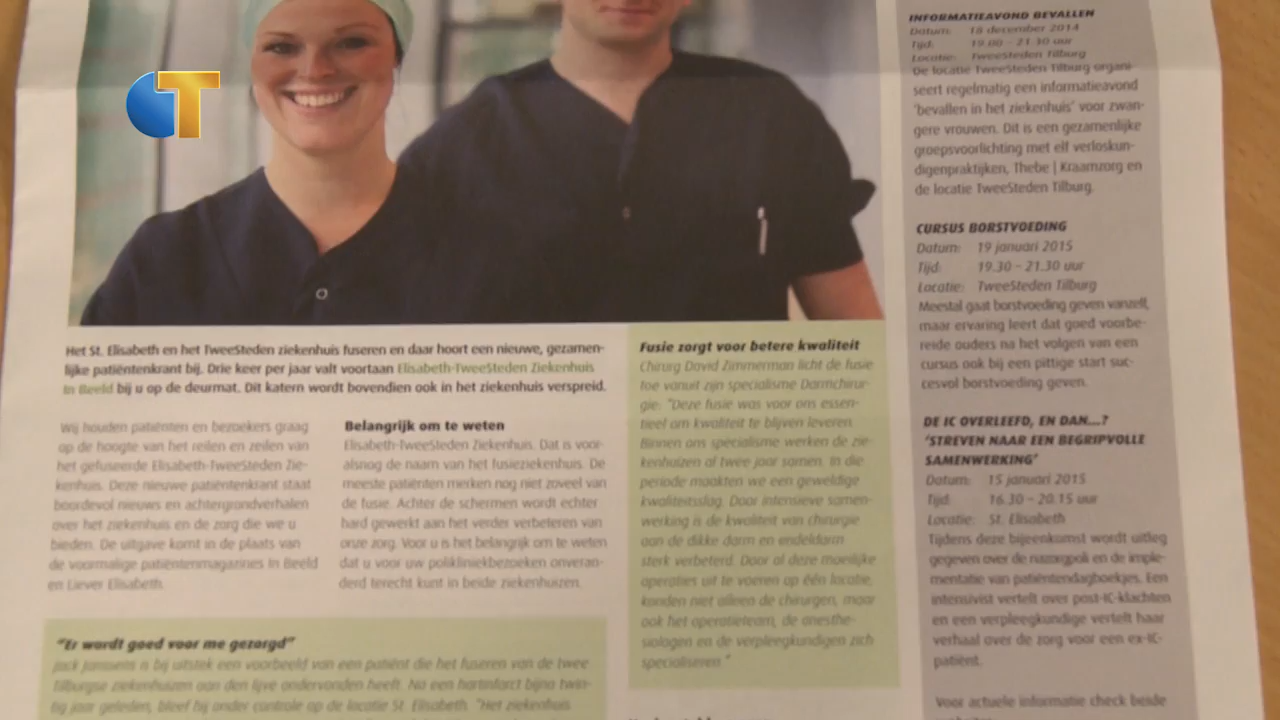 T
Het St. Elisabeth en het TweeSteden ziekenhuis fuseren en daar hoort een nieuwe, gezamen-
lijke patiëntenkrant bij. Drie keer per jaar valt voortaan Elisabeth-TweeSteden Ziekenhuis
In Beeld bij u op de deurmat. Dit katern wordt bovendien ook in het ziekenhuis verspreid.
Wij houden patiënten en bezoekers graag
op de hoogte van het reilen en zeilen van
het gefuseerde Elisabeth-TweeSteden Zie-
kenhuis. Deze nieuwe patiëntenkrant staat
boordevol nieuws en achtergrondverhalen
over het ziekenhuis en de zorg die we u
bieden. De uitgave komt in de plaats van
de voormalige patiëntenmagazines In Beeld
en Liever Elisabeth.
Belangrijk om te weten
Elisabeth-TweeSteden Ziekenhuis. Dat is voor-
alsnog de naam van het fusieziekenhuis. De
meeste patiënten merken nog niet zoveel van
de fusie. Achter de schermen wordt echter
hard gewerkt aan het verder verbeteren van
onze zorg. Voor u is het belangrijk om te weten
dat u voor uw polikliniekbezoeken onveran-
derd terecht kunt in beide ziekenhuizen.
"Er wordt goed voor me gezorgd"
Jack Janssens is bij uitstek een voorbeeld van een patiënt die het fuseren van de twee
Tilburgse ziekenhuizen aan den lijve ondervonden heeft. Na een hartinfarct bijna twin-
tig jaar geleden, bleef hij onder controle op de locatie St. Elisabeth. "Het ziekenhuis
Fusie zorgt voor betere kwaliteit
Chirurg David Zimmerman licht de fusie
toe vanuit zijn specialisme Darmchirur-
gie. "Deze fusie was voor ons essen-
tieel om kwaliteit te blijven leveren.
Binnen ons specialisme werken de zie-
kenhuizen al twee jaar samen. In die
periode maakten we een geweldige
kwaliteitsslag. Door intensieve samen-
werking is de kwaliteit van chirurgie
aan de dikke darm en endeldarm
sterk verbeterd. Door al deze moeilijke
operaties uit te voeren op één locatie,
konden niet alleen de chirurgen, maar
ook het operatieteam, de anesthe-
siologen en de verpleegkundigen zich
specialiseren."
INFORMATIEAVOND BEVALLEN
Datum: 18 december 2014
Tijd: 19.00 - 21.30 uur
Locatie: TweeSteden Tilburg
De locatie TweeSteden Tilburg organi-
seert regelmatig een informatieavond
'bevallen in het ziekenhuis' voor zwan-
gere vrouwen. Dit is een gezamenlijke
groepsvoorlichting met elf verloskun-
digenpraktijken, Thebe | Kraamzorg en
de locatie TweeSteden Tilburg.
CURSUS BORSTVOEDING
Datum: 19 januari 2015
Tijd: 19.30 - 21.30 uur
Locatie: TweeSteden Tilburg
Meestal gaat borstvoeding geven vanzelf,
maar ervaring leert dat goed voorbe-
reide ouders na het volgen van een
cursus ook bij een pittige start suc-
cesvol borstvoeding geven.
DE IC OVERLEEFD, EN DAN...?
'STREVEN NAAR EEN BEGRIPVOLLE
SAMENWERKING'
Datum: 15 januari 2015
Tijd: 16.30 - 20.15 uur
Locatie: St. Elisabeth
Tijdens deze bijeenkomst wordt uitleg
gegeven over de nazorgpoli en de imple-
mentatie van patiëntendagboekjes. Een
intensivist vertelt over post-IC-klachten
en een verpleegkundige vertelt haar
verhaal over de zorg voor een ex-IC-
patiënt.
Voor actuele informatie check beide